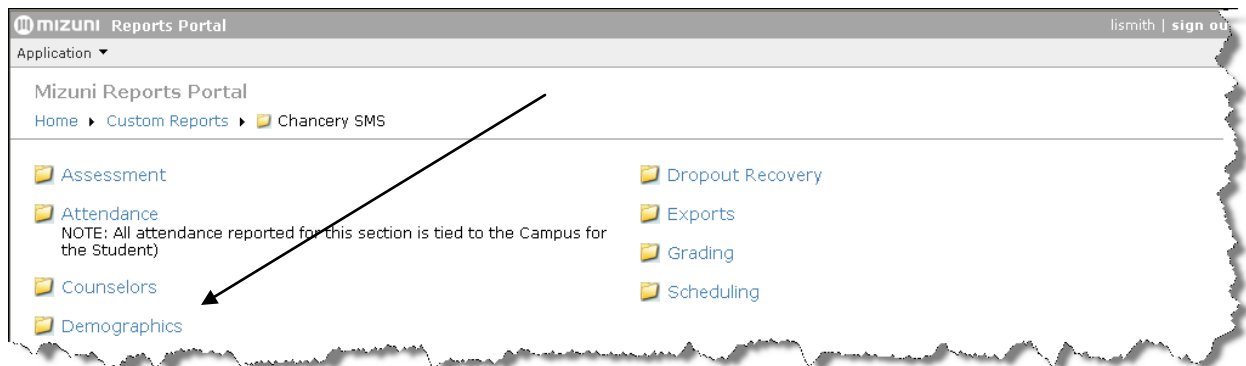 mizuni Reports Portal
lismith | sign ou
Application ▼
Mizuni Reports Portal
Home ▸ Custom Reports ▸ Chancery SMS
Assessment
Attendance
NOTE: All attendance reported for this section is tied to the Campus for
the Student)
Counselors
Demographics
Dropout Recovery
Exports
Grading
Scheduling